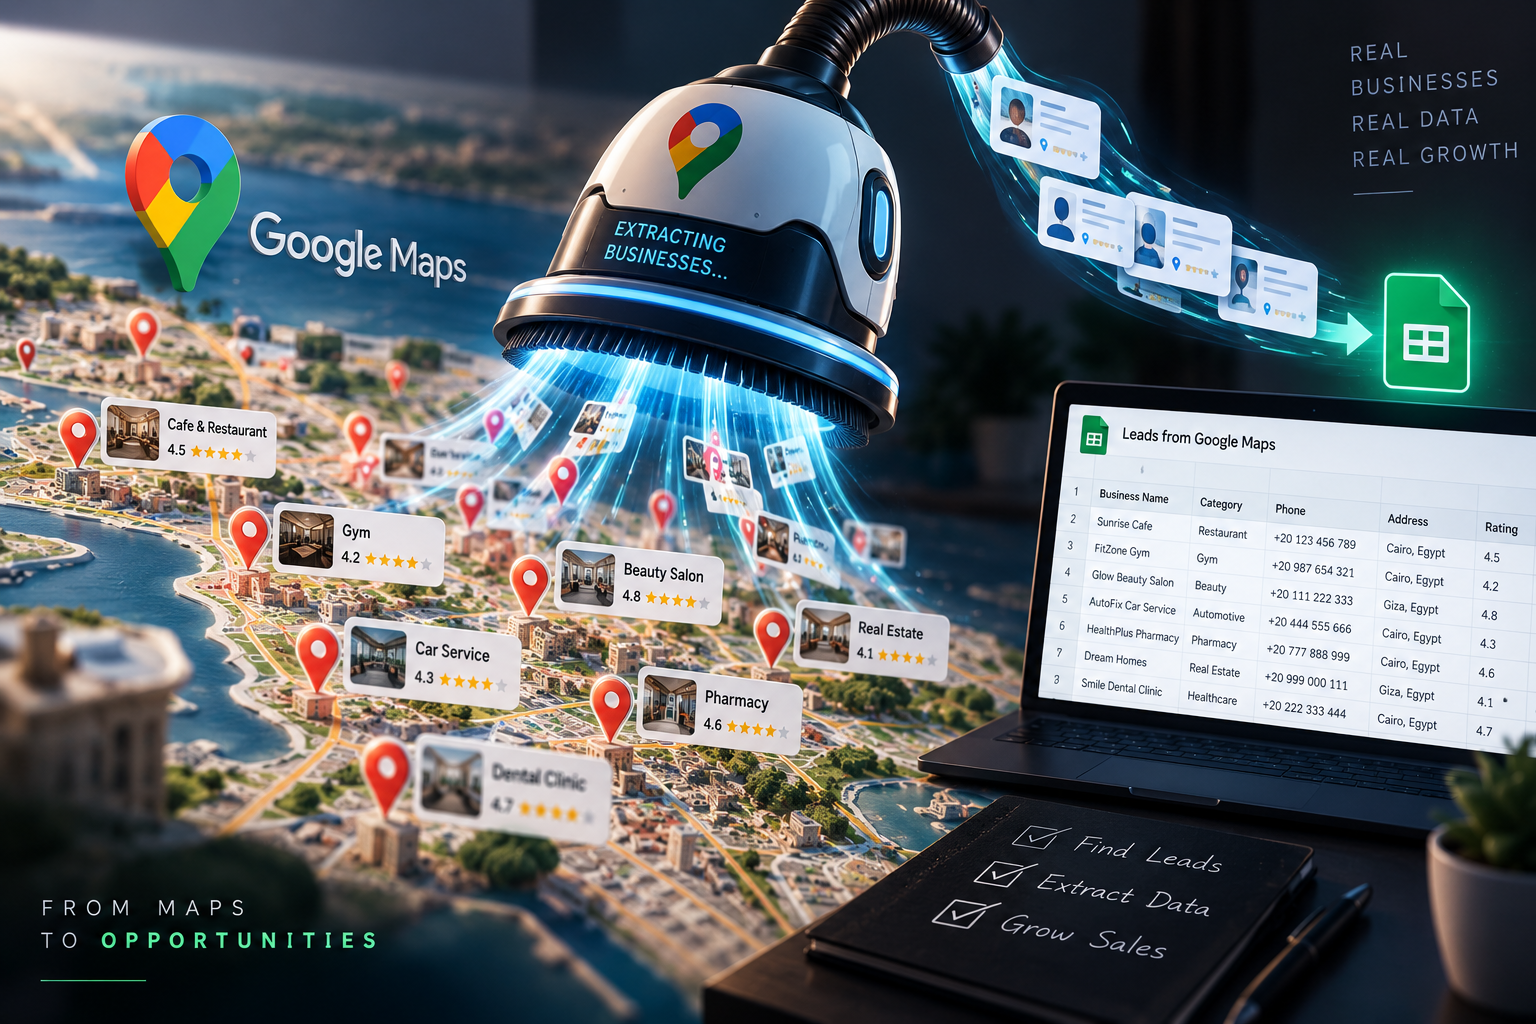 REAL
BUSINESSES
REAL DATA
REAL GROWTH
Google Maps
EXTRACTING
BUSINESSES...
Cafe & Restaurant
4.5
Gym
4.2
Beauty Salon
4.8
Real Estate
4.1
Car Service
4.3
Pharmacy
4.6
Dental Clinic
4.7
Leads from Google Maps
1 Business Name Category Phone Address Rating
2 Sunrise Cafe Restaurant +20 123 456 789 Cairo, Egypt 4.5
3 FitZone Gym Gym +20 987 654 321 Cairo, Egypt 4.2
4 Glow Beauty Salon Beauty +20 111 222 333 Giza, Egypt 4.8
5 AutoFix Car Service Automotive +20 444 555 666 Cairo, Egypt 4.3
6 HealthPlus Pharmacy Pharmacy +20 777 888 999 Cairo, Egypt 4.6
7 Dream Homes Real Estate +20 999 000 111 Giza, Egypt 4.1
3 Smile Dental Clinic Healthcare +20 222 333 444 Cairo, Egypt 4.7
Find Leads
Extract Data
Grow Sales
FROM MAPS
TO OPPORTUNITIES